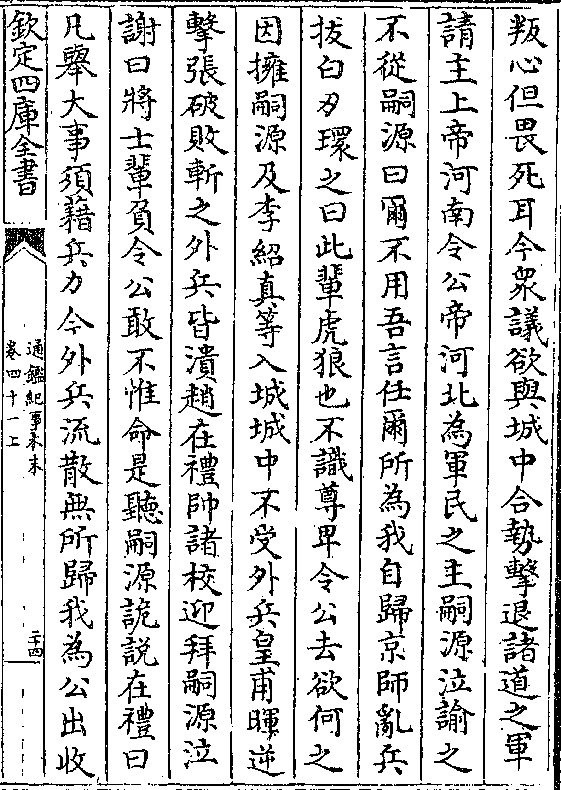 叛心但畏死耳今衆議欲與城中合勢擊退諸道之軍
請主上帝河南令公帝河北為軍民之主嗣源泣諭之
不從嗣源曰爾不用吾言任爾所為我自歸京師亂兵
拔白刃環之曰此輩虎狼也不識尊卑令公去欲何之
因擁嗣源及李紹真等入城城中不受外兵皇甫暉逆
擊張破敗斬之外兵皆潰趙在禮帥諸校迎拜嗣源泣
謝曰將士輩負令公敢不惟命是聽嗣源詭說在禮曰
凡舉大事須藉兵力今外兵流散無所歸我為公出收
欽定四庫全書
通鑑紀事本末
卷四十一上
二十四